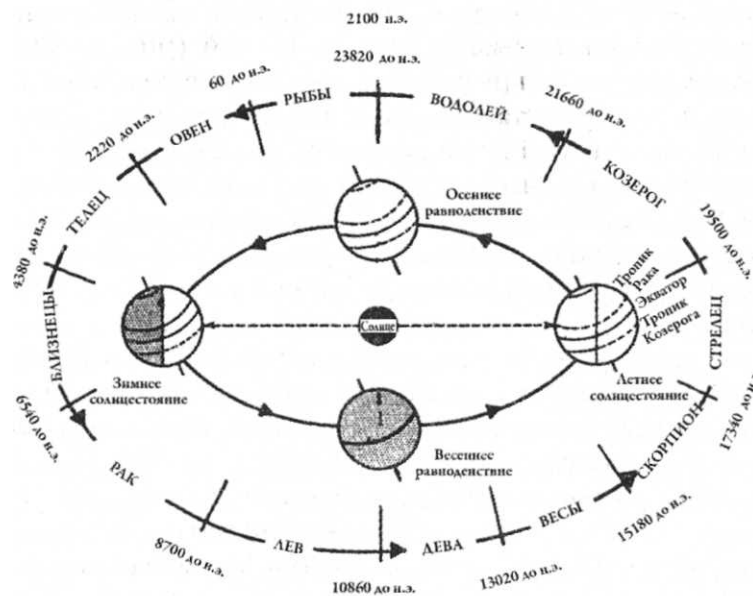 2100 н.э.
23820 до н.э.
60 до н.э.
РЫБЫ
ВОДОЛЕЙ
21660 до н.э.
2220 до н.э.
ОВЕН
КОЗЕРОГ
ТЕЛЕЦ
Осеннее
равноденствие
19500 до н.э.
4380 до н.э.
Тропик
Рака
Экватор
Тропик
Козерога
БЛИЗНЕЦЫ
Солнце
СТРЕЛЕЦ
Зимнее
солнцестояние
Летнее
солнцестояние
6540 до н.э.
17340 до н.э.
Весеннее
равноденствие
СКОРПИОН
РАК
ВЕСЫ
15180 до н.э.
8700 до н.э.
ЛЕВ
ДЕВА
13020 до н.э.
10860 до н.э.